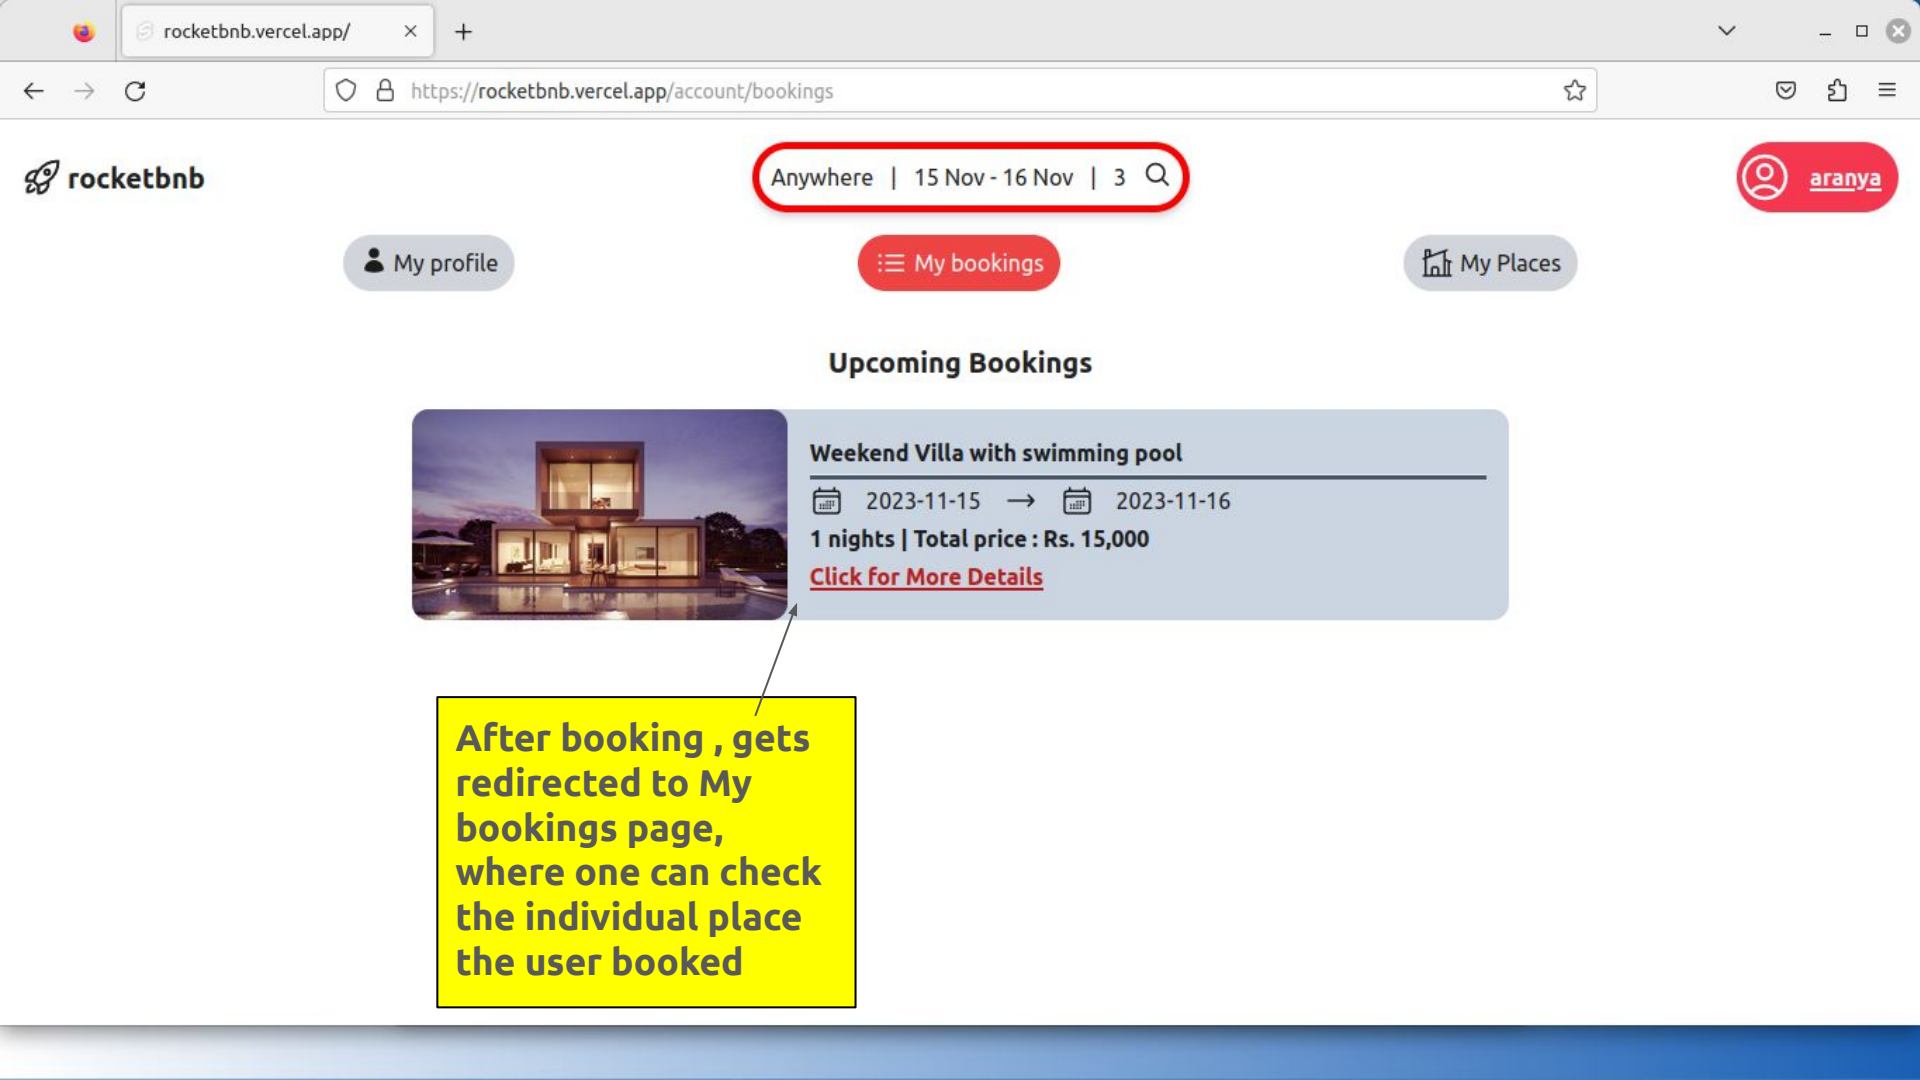 rocketbnb.vercel.app/
https://rocketbnb.vercel.app/account/bookings
rocketbnb
Anywhere | 15 Nov - 16 Nov | 3
aranya
My profile
My bookings
My Places
Upcoming Bookings
Weekend Villa with swimming pool
2023-11-15 → 2023-11-16
1 nights | Total price : Rs. 15,000
Click for More Details
After booking , gets
redirected to My
bookings page,
where one can check
the individual place
the user booked